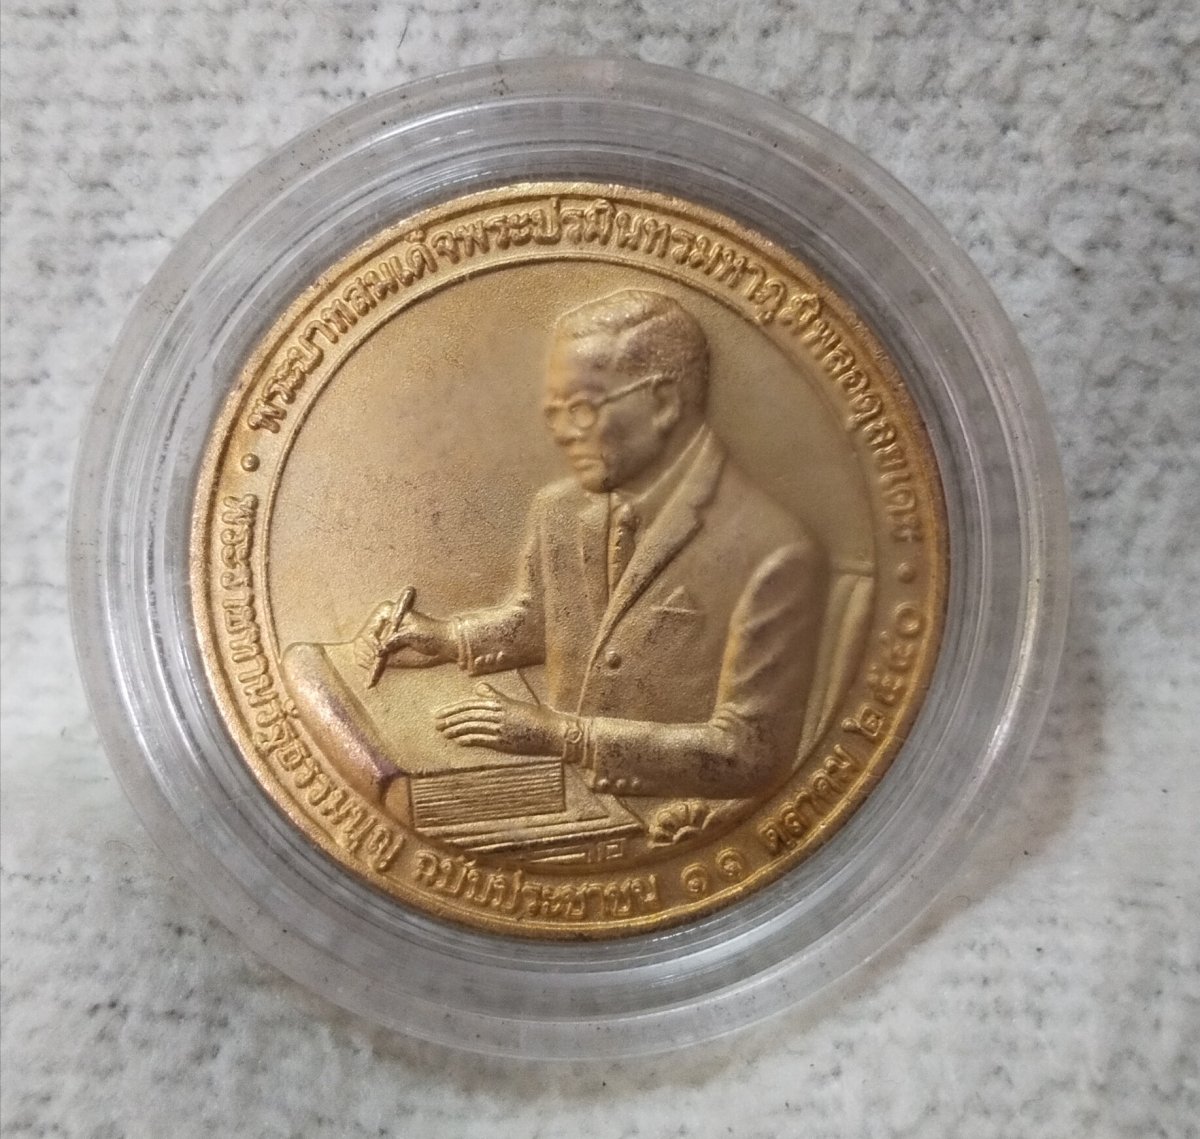 พระบาทสมเด็จพระปรมินทรมหาภูมิพลอดุลยเดช
พระราชทานรัฐธรรมนูญ ฉบับประชาชน ๑๑ ตุลาคม ๒๕๔๐